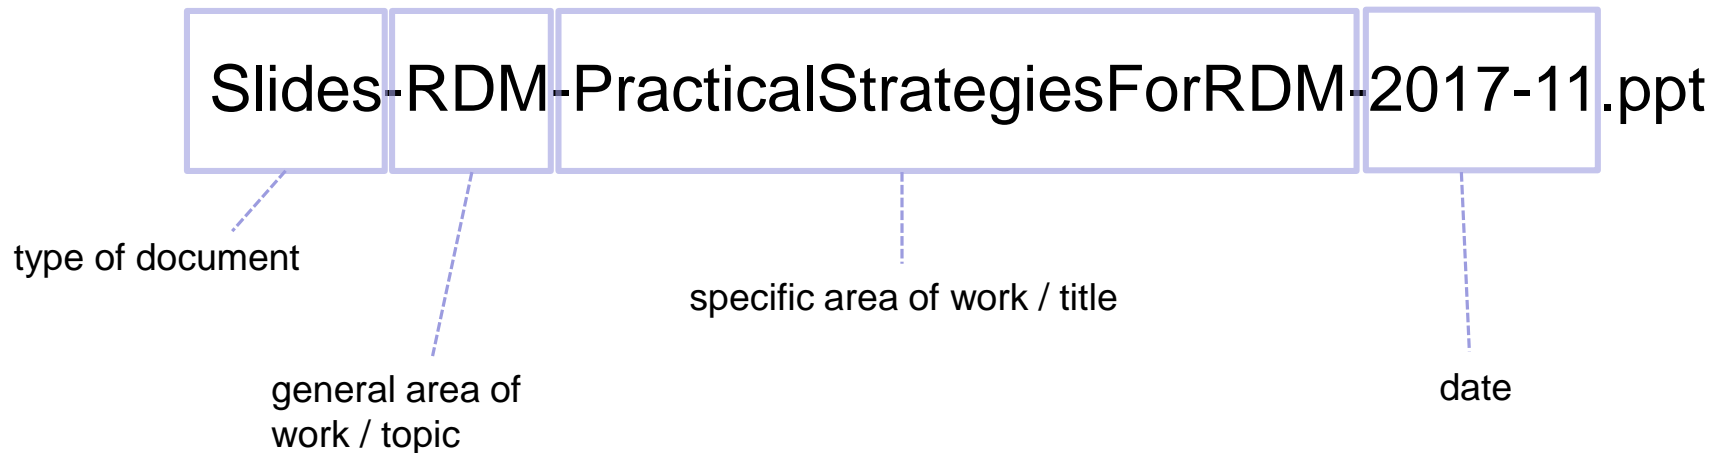 Slides-RDM-PracticalStrategiesForRDM-2017-11.ppt
type of document
specific area of work / title
general area of
work / topic
date